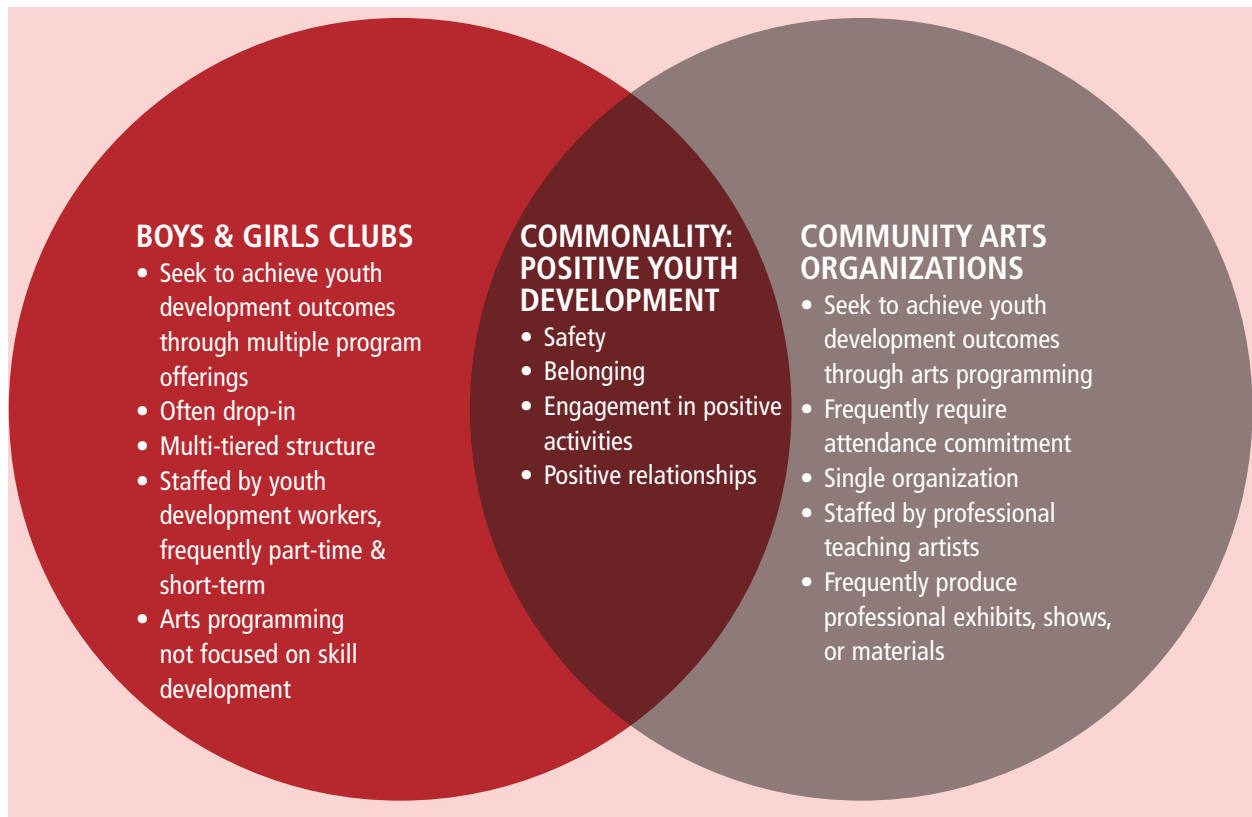 BOYS & GIRLS CLUBS
• Seek to achieve youth
development outcomes
through multiple program
offerings
• Often drop-in
• Multi-tiered structure
• Staffed by youth
development workers,
frequently part-time &
short-term
• Arts programming
not focused on skill
development
COMMONALITY:
POSITIVE YOUTH
DEVELOPMENT
• Safety
• Belonging
• Engagement in positive
activities
• Positive relationships
COMMUNITY ARTS
ORGANIZATIONS
• Seek to achieve youth
development outcomes
through arts programming
• Frequently require
attendance commitment
• Single organization
• Staffed by professional
teaching artists
• Frequently produce
professional exhibits, shows,
or materials